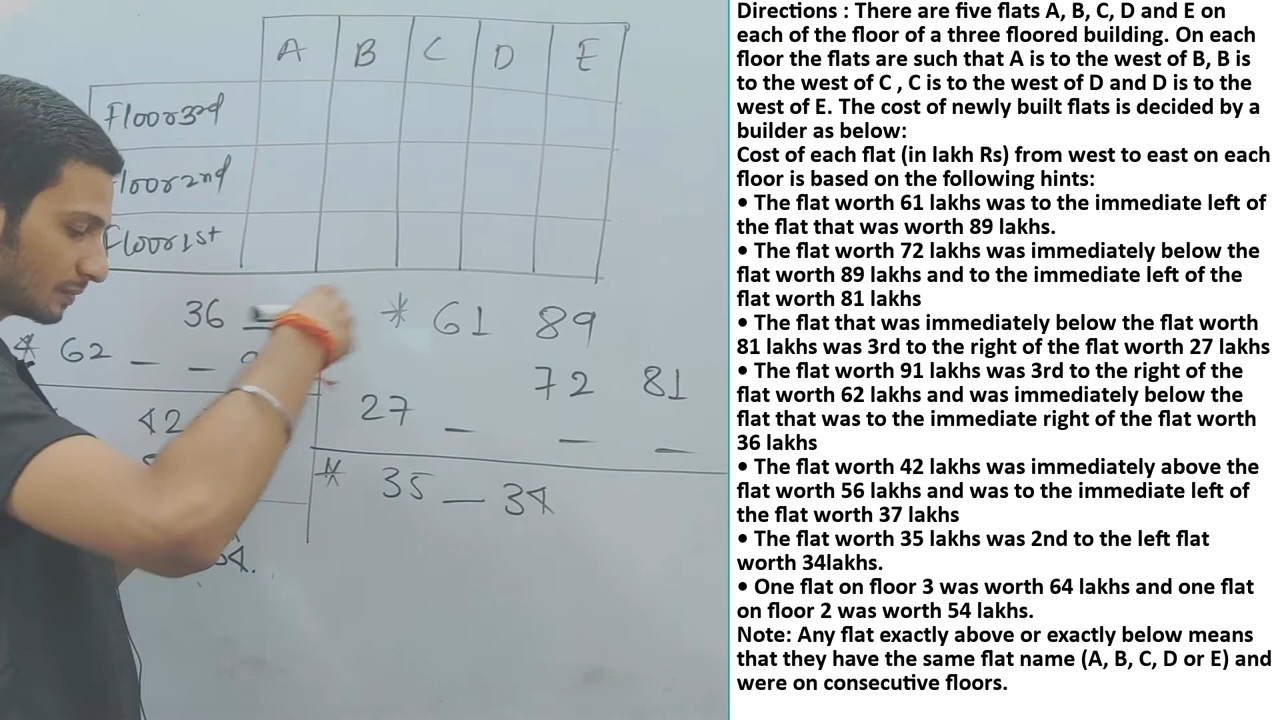 A B C D E
Floor 3rd
Floor 2nd
Floor 1st
36
* 62 _ _
42
* 61 89
72 81
27 _ _ _
* 35 _ 34
Directions : There are five flats A, B, C, D and E on
each of the floor of a three floored building. On each
floor the flats are such that A is to the west of B, B is
to the west of C , C is to the west of D and D is to the
west of E. The cost of newly built flats is decided by a
builder as below:
Cost of each flat (in lakh Rs) from west to east on each
floor is based on the following hints:
• The flat worth 61 lakhs was to the immediate left of
the flat that was worth 89 lakhs.
• The flat worth 72 lakhs was immediately below the
flat worth 89 lakhs and to the immediate left of the
flat worth 81 lakhs
• The flat that was immediately below the flat worth
81 lakhs was 3rd to the right of the flat worth 27 lakhs
• The flat worth 91 lakhs was 3rd to the right of the
flat worth 62 lakhs and was immediately below the
flat that was to the immediate right of the flat worth
36 lakhs
• The flat worth 42 lakhs was immediately above the
flat worth 56 lakhs and was to the immediate left of
the flat worth 37 lakhs
• The flat worth 35 lakhs was 2nd to the left flat
worth 34lakhs.
• One flat on floor 3 was worth 64 lakhs and one flat
on floor 2 was worth 54 lakhs.
Note: Any flat exactly above or exactly below means
that they have the same flat name (A, B, C, D or E) and
were on consecutive floors.